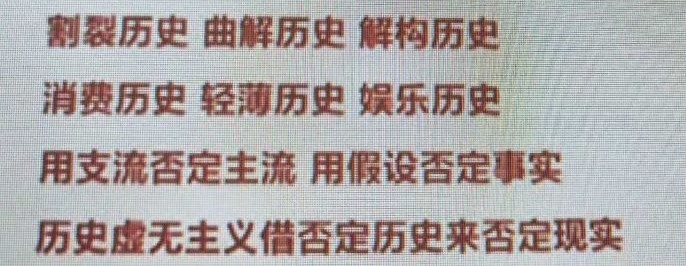 割裂历史 曲解历史 解构历史
消费历史 轻薄历史 娱乐历史
用支流否定主流 用假设否定事实
历史虚无主义借否定历史来否定现实